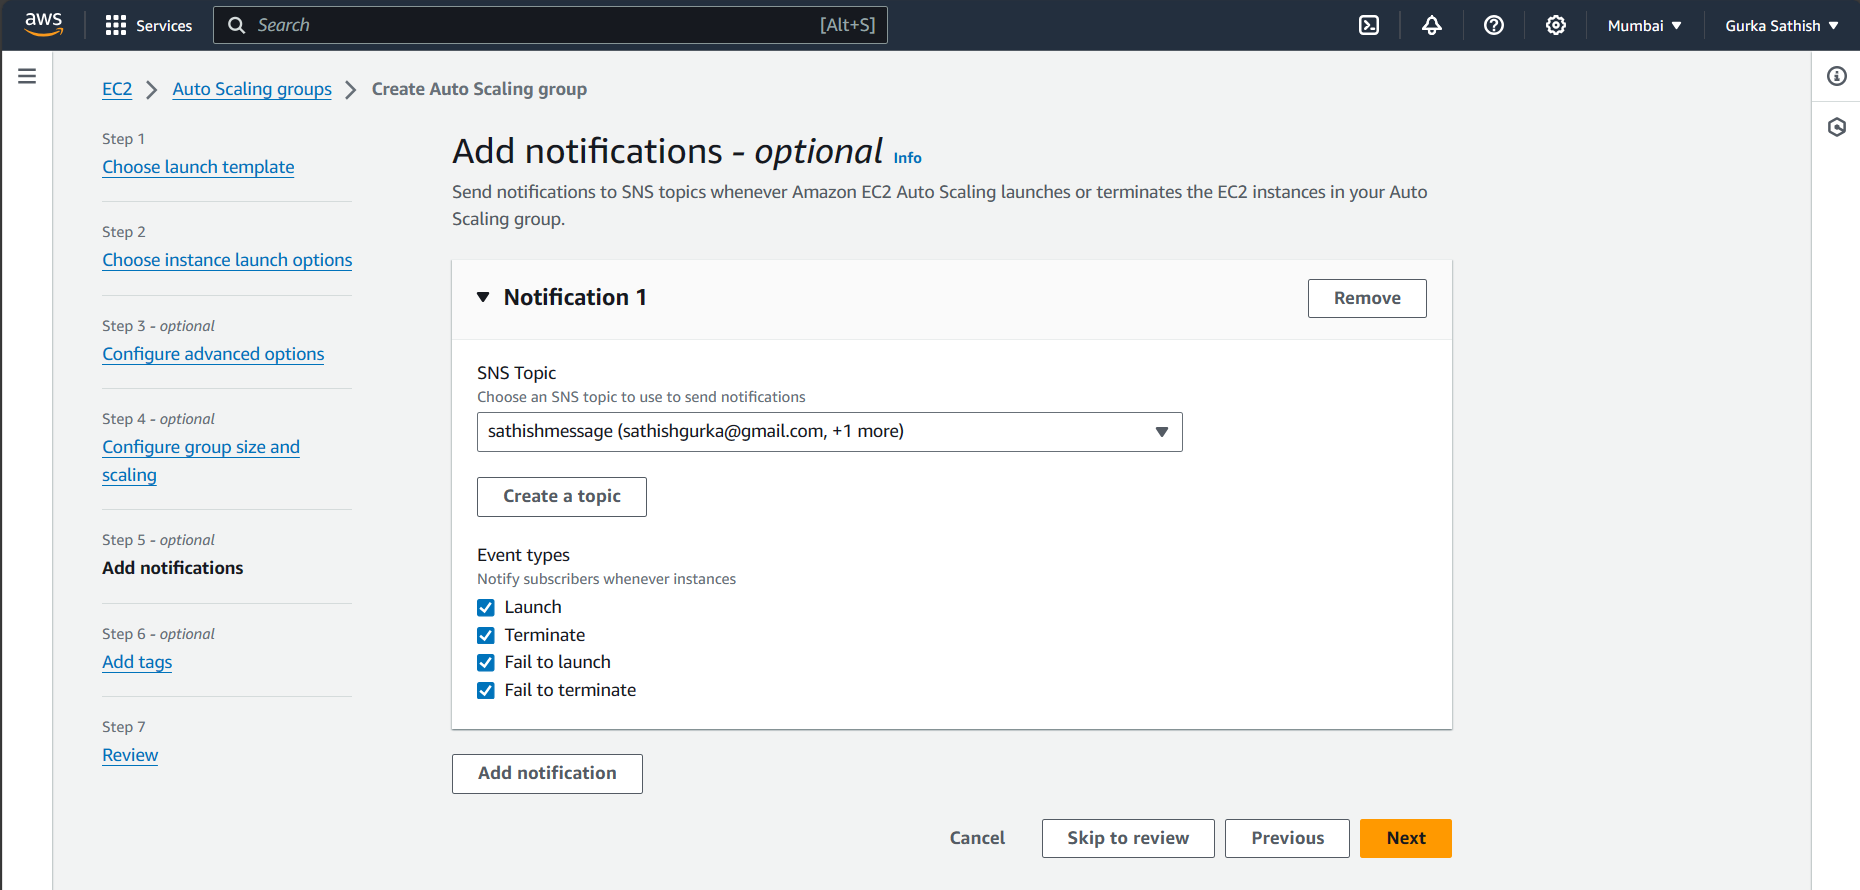 aws
Services
Search
[Alt+S]
Mumbai
Gurka Sathish
EC2
Auto Scaling groups
Create Auto Scaling group
Step 1
Choose launch template
Step 2
Choose instance launch options
Step 3 - optional
Configure advanced options
Step 4 - optional
Configure group size and
scaling
Step 5 - optional
Add notifications
Step 6 - optional
Add tags
Step 7
Review
Add notifications - optional Info
Send notifications to SNS topics whenever Amazon EC2 Auto Scaling launches or terminates the EC2 instances in your Auto
Scaling group.
Notification 1
Remove
SNS Topic
Choose an SNS topic to use to send notifications
sathishmessage (sathishgurka@gmail.com, +1 more)
Create a topic
Event types
Notify subscribers whenever instances
Launch
Terminate
Fail to launch
Fail to terminate
Add notification
Cancel
Skip to review
Previous
Next